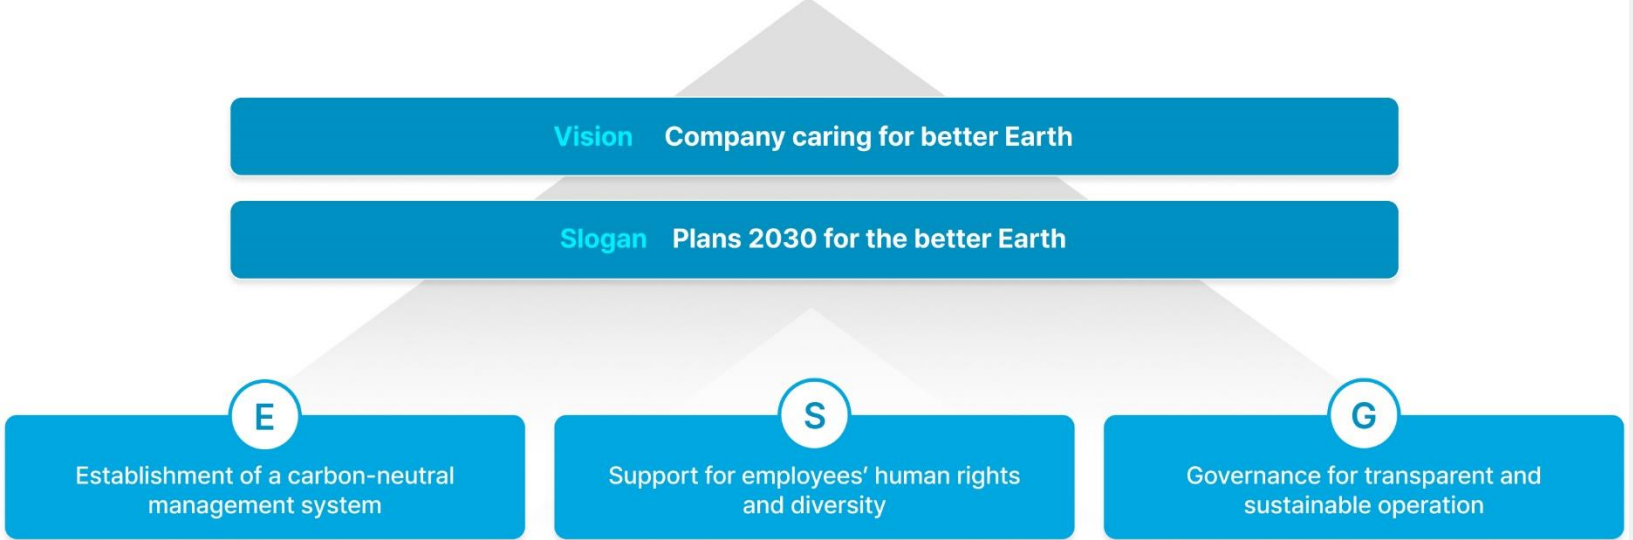 Vision Company caring for better Earth
Slogan Plans 2030 for the better Earth
E
Establishment of a carbon-neutral
management system
S
Support for employees’ human rights
and diversity
G
Governance for transparent and
sustainable operation